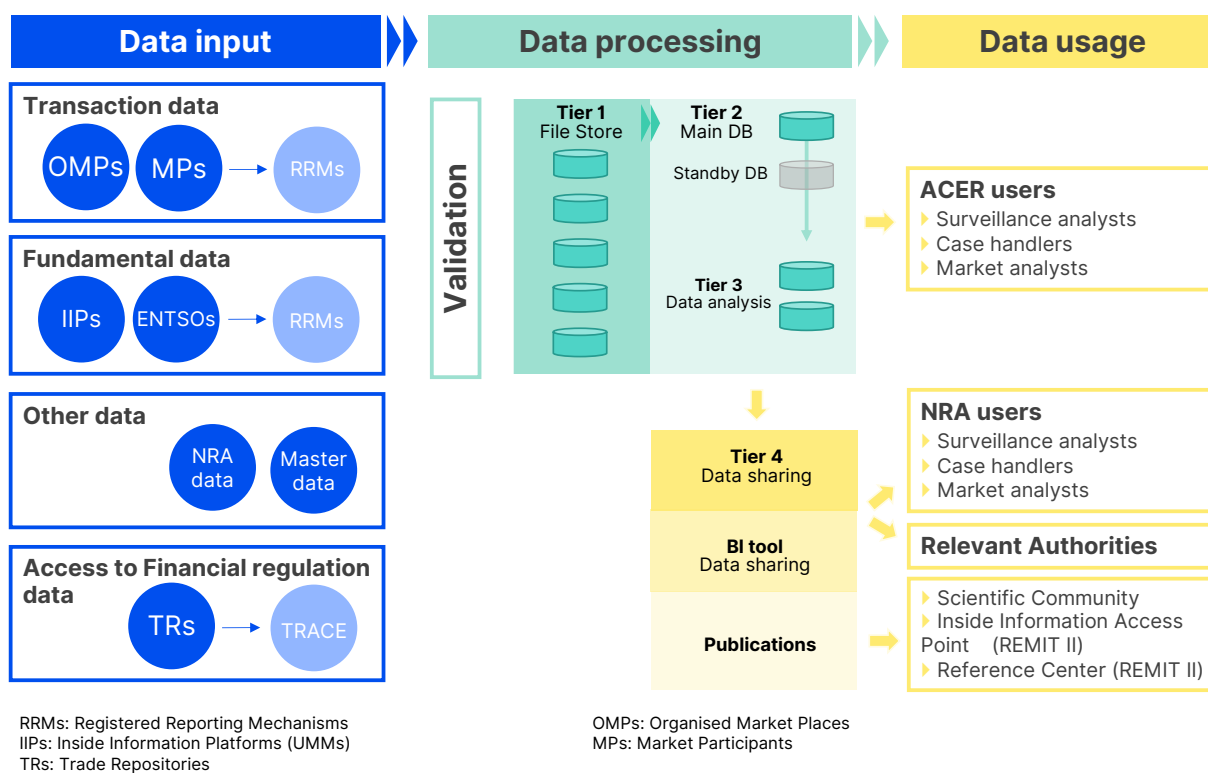 Data input
Data processing
Data usage
Transaction data
OMPs
MPs
RRMs
Fundamental data
IIPs
ENTSOs
RRMs
Other data
NRA
data
Master
data
Access to Financial regulation
data
TRs
TRACE
Validation
Tier 1
File Store
Tier 2
Main DB
Standby DB
Tier 3
Data analysis
Tier 4
Data sharing
BI tool
Data sharing
Publications
ACER users
Surveillance analysts
Case handlers
Market analysts
NRA users
Surveillance analysts
Case handlers
Market analysts
Relevant Authorities
Scientific Community
Inside Information Access
Point (REMIT II)
Reference Center (REMIT II)
RRMs: Registered Reporting Mechanisms
IIPs: Inside Information Platforms (UMMs)
TRs: Trade Repositories
OMPs: Organised Market Places
MPs: Market Participants